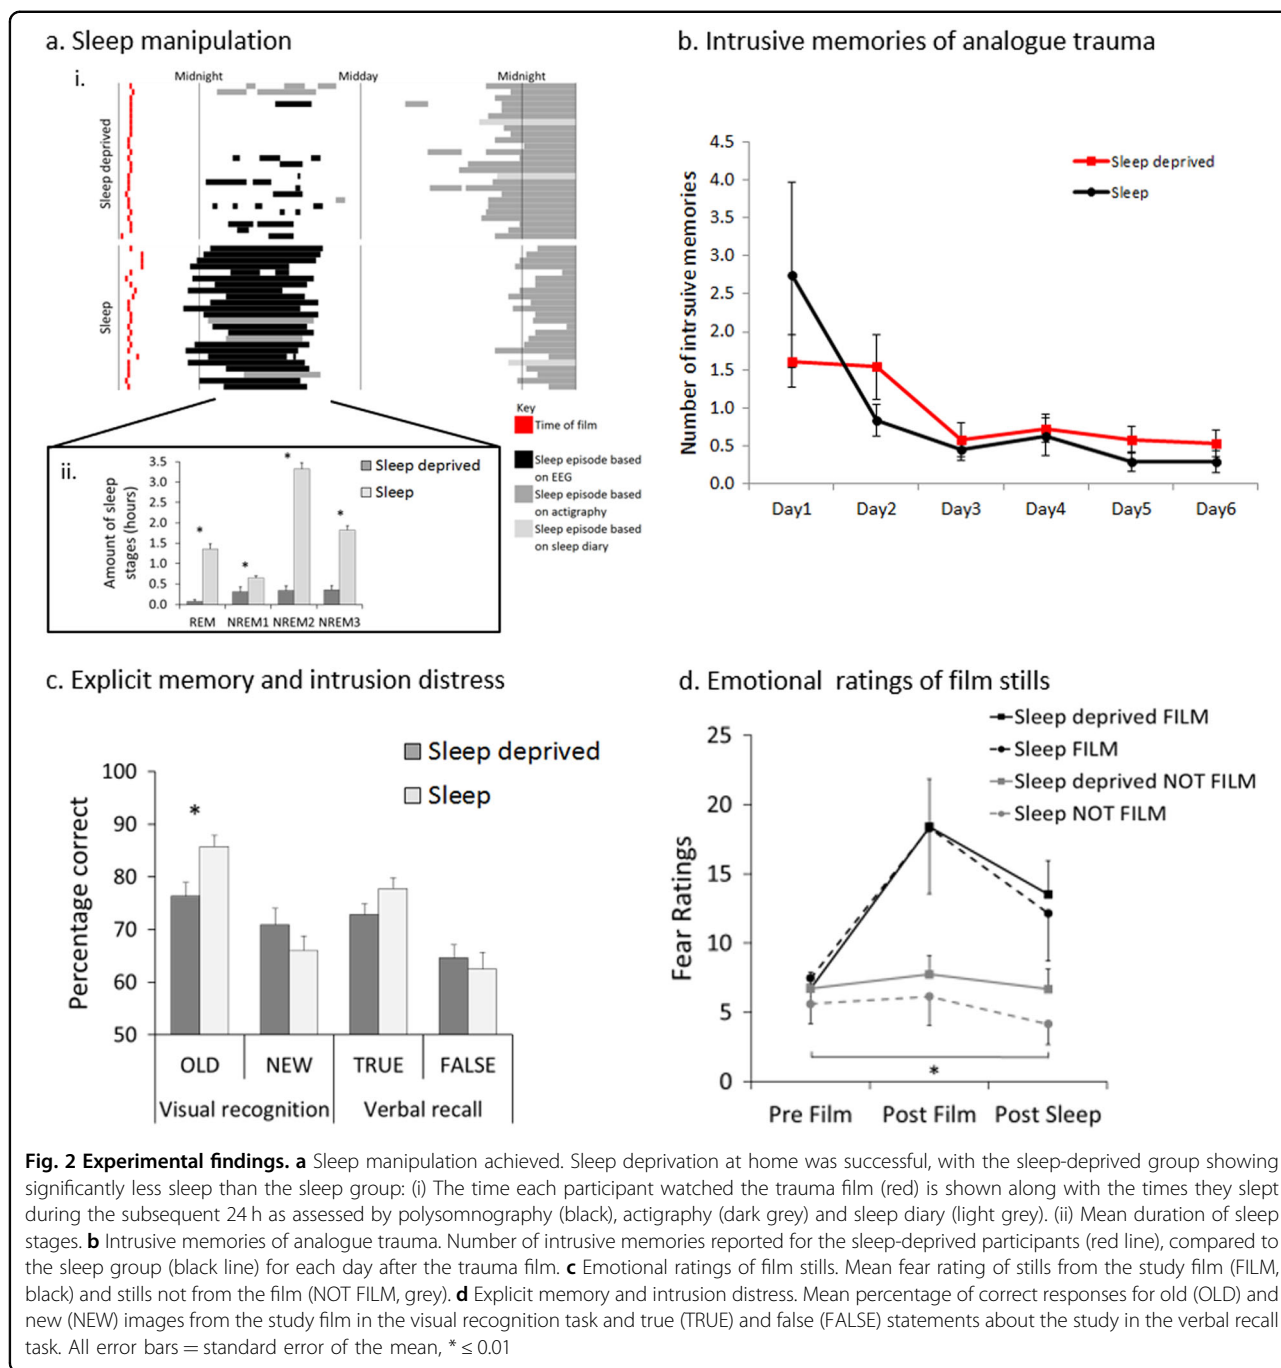 a. Sleep manipulation
i.
Midnight
Midday
Midnight
Sleep deprived
Sleep
Key
Time of film
Sleep episode based
on EEG
Sleep episode based
on actigraphy
Sleep episode based
on sleep diary
ii.
Amount of sleep
stages (hours)
3.5
3.0
2.5
2.0
1.5
1.0
0.5
0.0
*
*
*
*
Sleep deprived
Sleep
REM NREM1 NREM2 NREM3
b. Intrusive memories of analogue trauma
Number of intrsuive memories
4.5
4.0
3.5
3.0
2.5
2.0
1.5
1.0
0.5
0.0
Sleep deprived
Sleep
Day1 Day2 Day3 Day4 Day5 Day6
c. Explicit memory and intrusion distress
Sleep deprived
Sleep
Percentage correct
100
90
80
70
60
50
*
OLD NEW TRUE FALSE
Visual recognition Verbal recall
d. Emotional ratings of film stills
Sleep deprived FILM
Sleep FILM
Sleep deprived NOT FILM
Sleep NOT FILM
Fear Ratings
25
20
15
10
5
0
*
Pre Film Post Film Post Sleep
Fig. 2 Experimental findings. a Sleep manipulation achieved. Sleep deprivation at home was successful, with the sleep-deprived group showing
significantly less sleep than the sleep group: (i) The time each participant watched the trauma film (red) is shown along with the times they slept
during the subsequent 24 h as assessed by polysomnography (black), actigraphy (dark grey) and sleep diary (light grey). (ii) Mean duration of sleep
stages. b Intrusive memories of analogue trauma. Number of intrusive memories reported for the sleep-deprived participants (red line), compared to
the sleep group (black line) for each day after the trauma film. c Emotional ratings of film stills. Mean fear rating of stills from the study film (FILM,
black) and stills not from the film (NOT FILM, grey). d Explicit memory and intrusion distress. Mean percentage of correct responses for old (OLD) and
new (NEW) images from the study film in the visual recognition task and true (TRUE) and false (FALSE) statements about the study in the verbal recall
task. All error bars = standard error of the mean, * ≤ 0.01